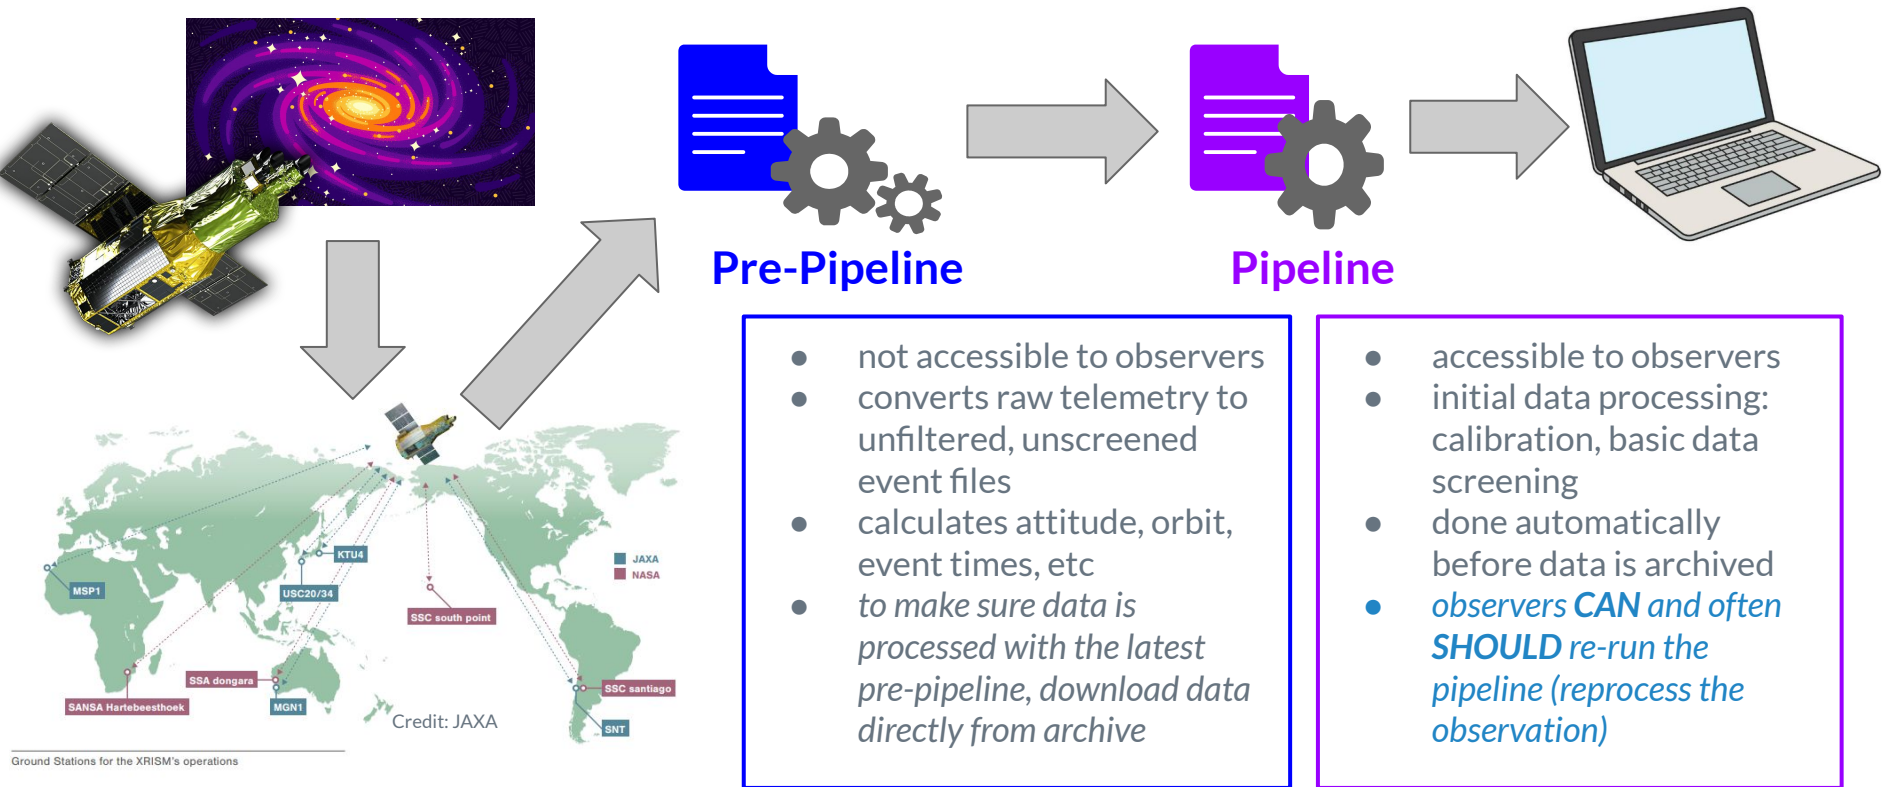 Pre-Pipeline
Pipeline
● not accessible to observers
● converts raw telemetry to
unfiltered, unscreened
event files
● calculates attitude, orbit,
event times, etc
● to make sure data is
processed with the latest
pre-pipeline, download data
directly from archive
● accessible to observers
● initial data processing:
calibration, basic data
screening
● done automatically
before data is archived
● observers CAN and often
SHOULD re-run the
pipeline (reprocess the
observation)
KTU4
JAXA
NASA
MSP1
USC20/34
SSC south point
SSA dongara
SSC santiago
SANSA Hartebeesthoek
MGN1
SNT
Credit: JAXA
Ground Stations for the XRISM's operations